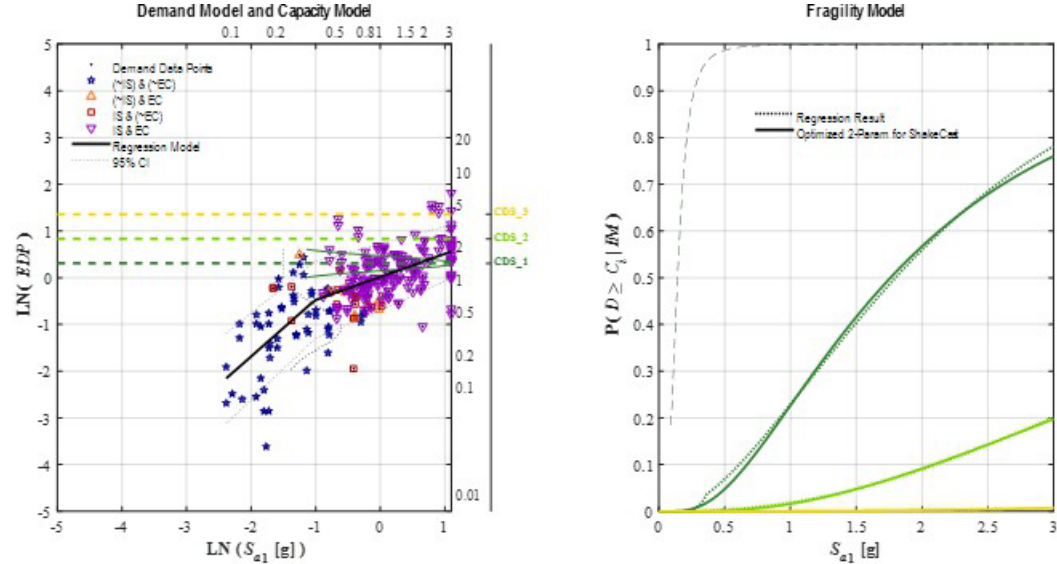 Demand Model and Capacity Model
0.1 0.2 0.5 0.81 1.5 2 3
5
4
3
2
1
0
-1
-2
-3
-4
-5
Demand Data Points
(~IS) & (~EC)
(~IS) & EC
IS & (~EC)
IS & EC
Regression Model
95% CI
20
10
5
2
1
0.5
0.2
0.1
0.01
CDS_3
CDS_2
CDS_1
LN( EDP )
-5 -4 -3 -2 -1 0 1
LN ( Sa1 [g] )
Fragility Model
1
0.9
0.8
0.7
0.6
0.5
0.4
0.3
0.2
0.1
0
Regression Result
Optimized 2-Param for ShakeCast
P( D ≥ Ci | IM )
0 0.5 1 1.5 2 2.5 3
Sa1 [g]